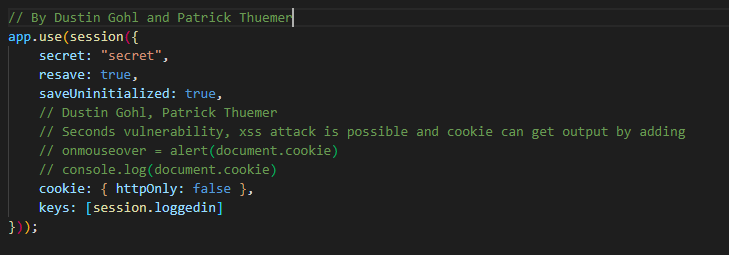 // By Dustin Gohl and Patrick Thuemer
app.use(session({
secret: "secret",
resave: true,
saveUninitialized: true,
// Dustin Gohl, Patrick Thuemer
// Seconds vulnerability, xss attack is possible and cookie can get output by adding
// onmouseover = alert(document.cookie)
// console.log(document.cookie)
cookie: { httpOnly: false },
keys: [session.loggedin]
}));